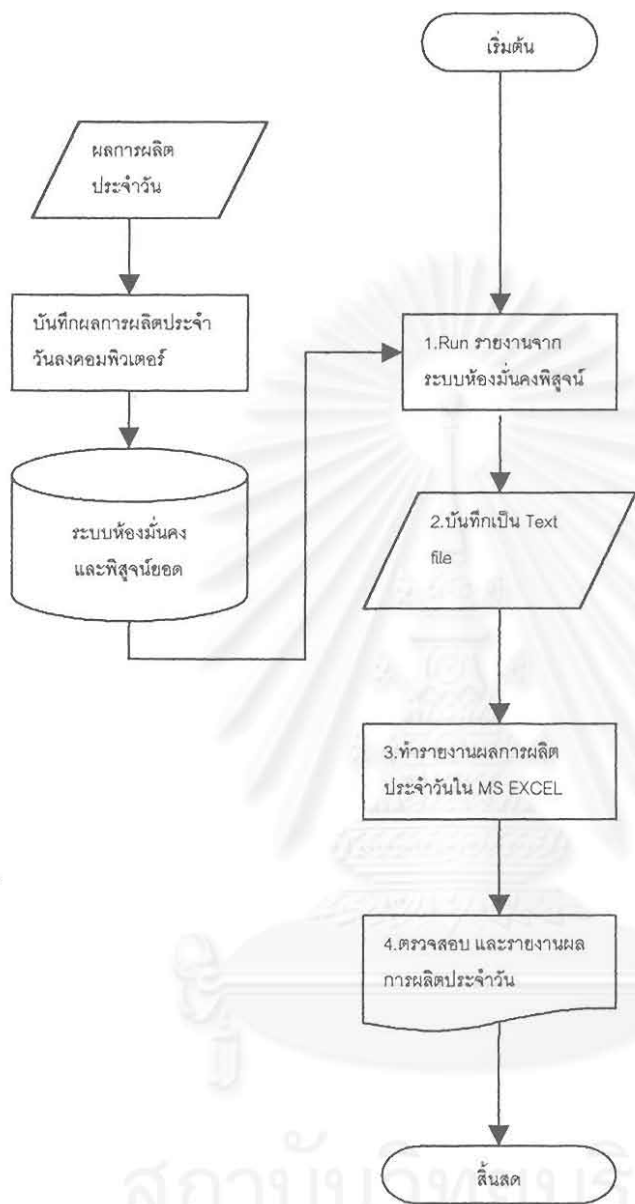 เริ่มต้น
ผลการผลิต
ประจำวัน
บันทึกผลการผลิตประจำ
วันลงคอมพิวเตอร์
ระบบห้องมั่นคง
และพิสูจน์ยอด
1.Run รายงานจาก
ระบบห้องมั่นคงพิสูจน์
2.บันทึกเป็น Text
file
3.ทำรายงานผลการผลิต
ประจำวันใน MS EXCEL
4.ตรวจสอบ และรายงานผล
การผลิตประจำวัน
สิ้นสุด